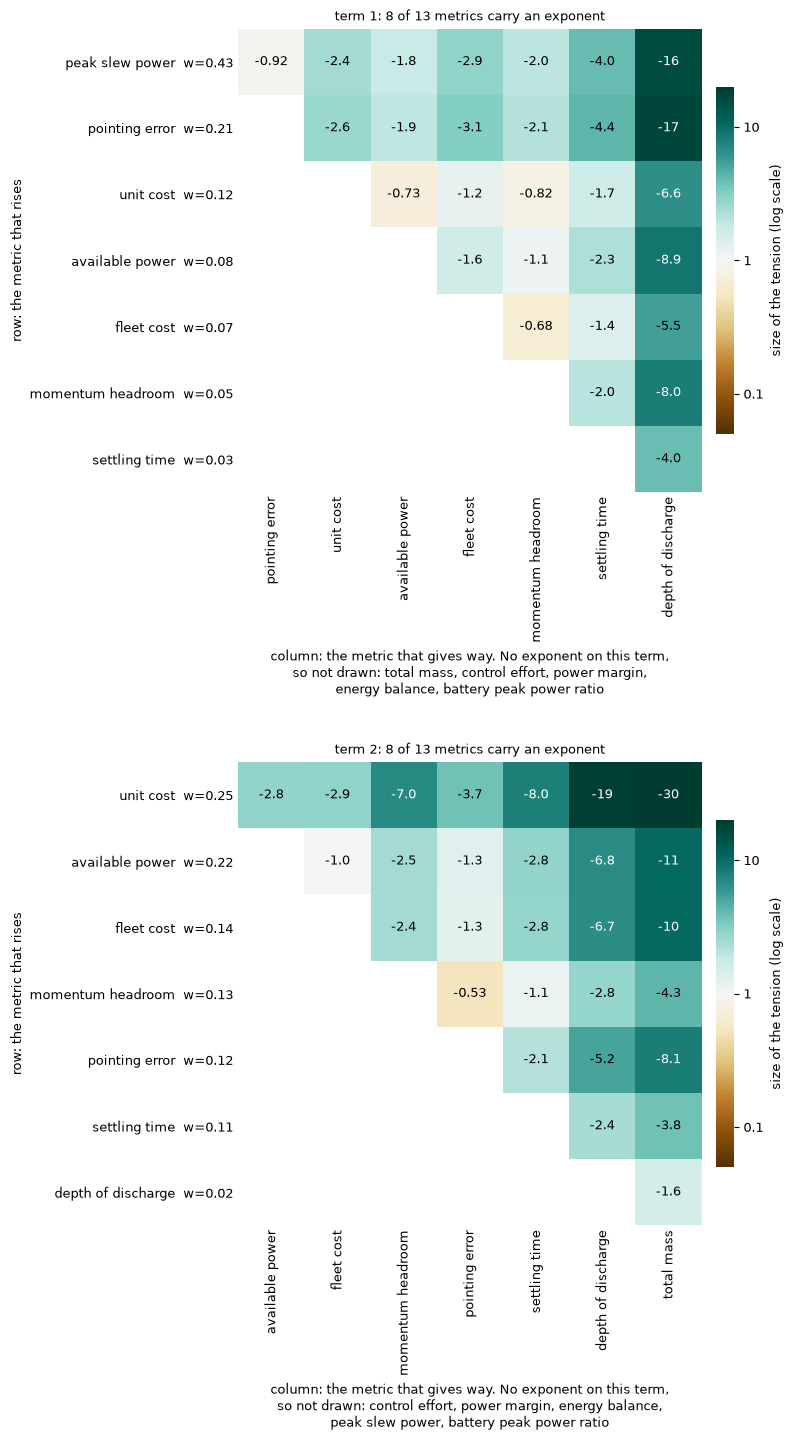 term 1: 8 of 13 metrics carry an exponent
row: the metric that rises
peak slew power w=0.43 -0.92 -2.4 -1.8 -2.9 -2.0 -4.0 -16
pointing error w=0.21 -2.6 -1.9 -3.1 -2.1 -4.4 -17
unit cost w=0.12 -0.73 -1.2 -0.82 -1.7 -6.6
available power w=0.08 -1.6 -1.1 -2.3 -8.9
fleet cost w=0.07 -0.68 -1.4 -5.5
momentum headroom w=0.05 -2.0 -8.0
settling time w=0.03 -4.0
pointing error
unit cost
available power
fleet cost
momentum headroom
settling time
depth of discharge
column: the metric that gives way. No exponent on this term,
so not drawn: total mass, control effort, power margin,
energy balance, battery peak power ratio
10
1
0.1
size of the tension (log scale)
term 2: 8 of 13 metrics carry an exponent
row: the metric that rises
unit cost w=0.25 -2.8 -2.9 -7.0 -3.7 -8.0 -19 -30
available power w=0.22 -1.0 -2.5 -1.3 -2.8 -6.8 -11
fleet cost w=0.14 -2.4 -1.3 -2.8 -6.7 -10
momentum headroom w=0.13 -0.53 -1.1 -2.8 -4.3
pointing error w=0.12 -2.1 -5.2 -8.1
settling time w=0.11 -2.4 -3.8
depth of discharge w=0.02 -1.6
available power
fleet cost
momentum headroom
pointing error
settling time
depth of discharge
total mass
column: the metric that gives way. No exponent on this term,
so not drawn: control effort, power margin, energy balance,
peak slew power, battery peak power ratio
10
1
0.1
size of the tension (log scale)